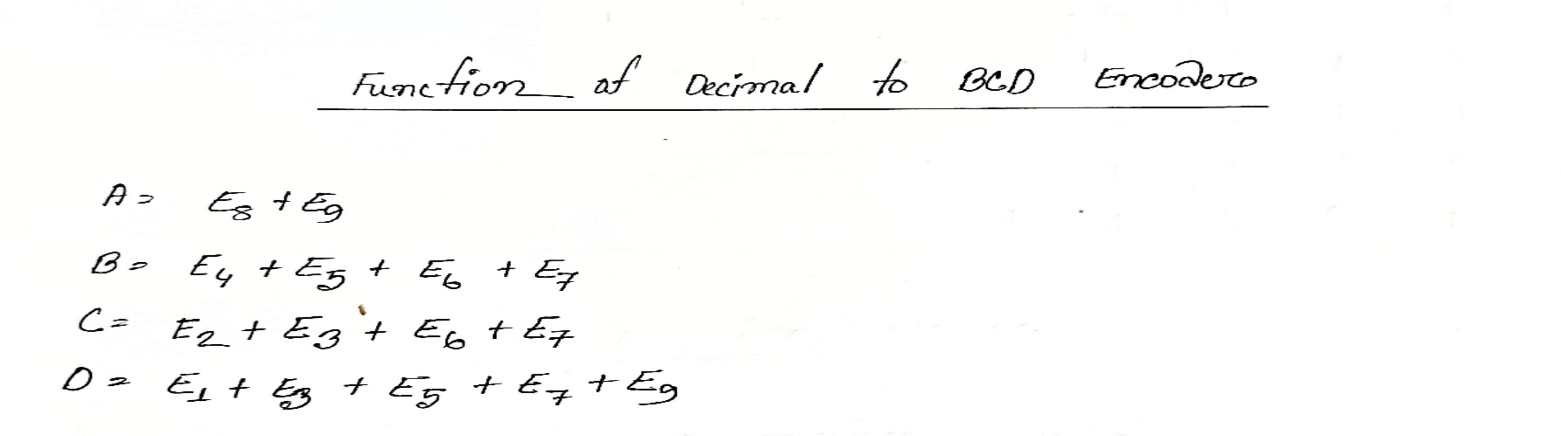 Function of Decimal to BCD Encoder
A = E8 + E9
B = E4 + E5 + E6 + E7
C = E2 + E3 + E6 + E7
D = E1 + E3 + E5 + E7 + E9